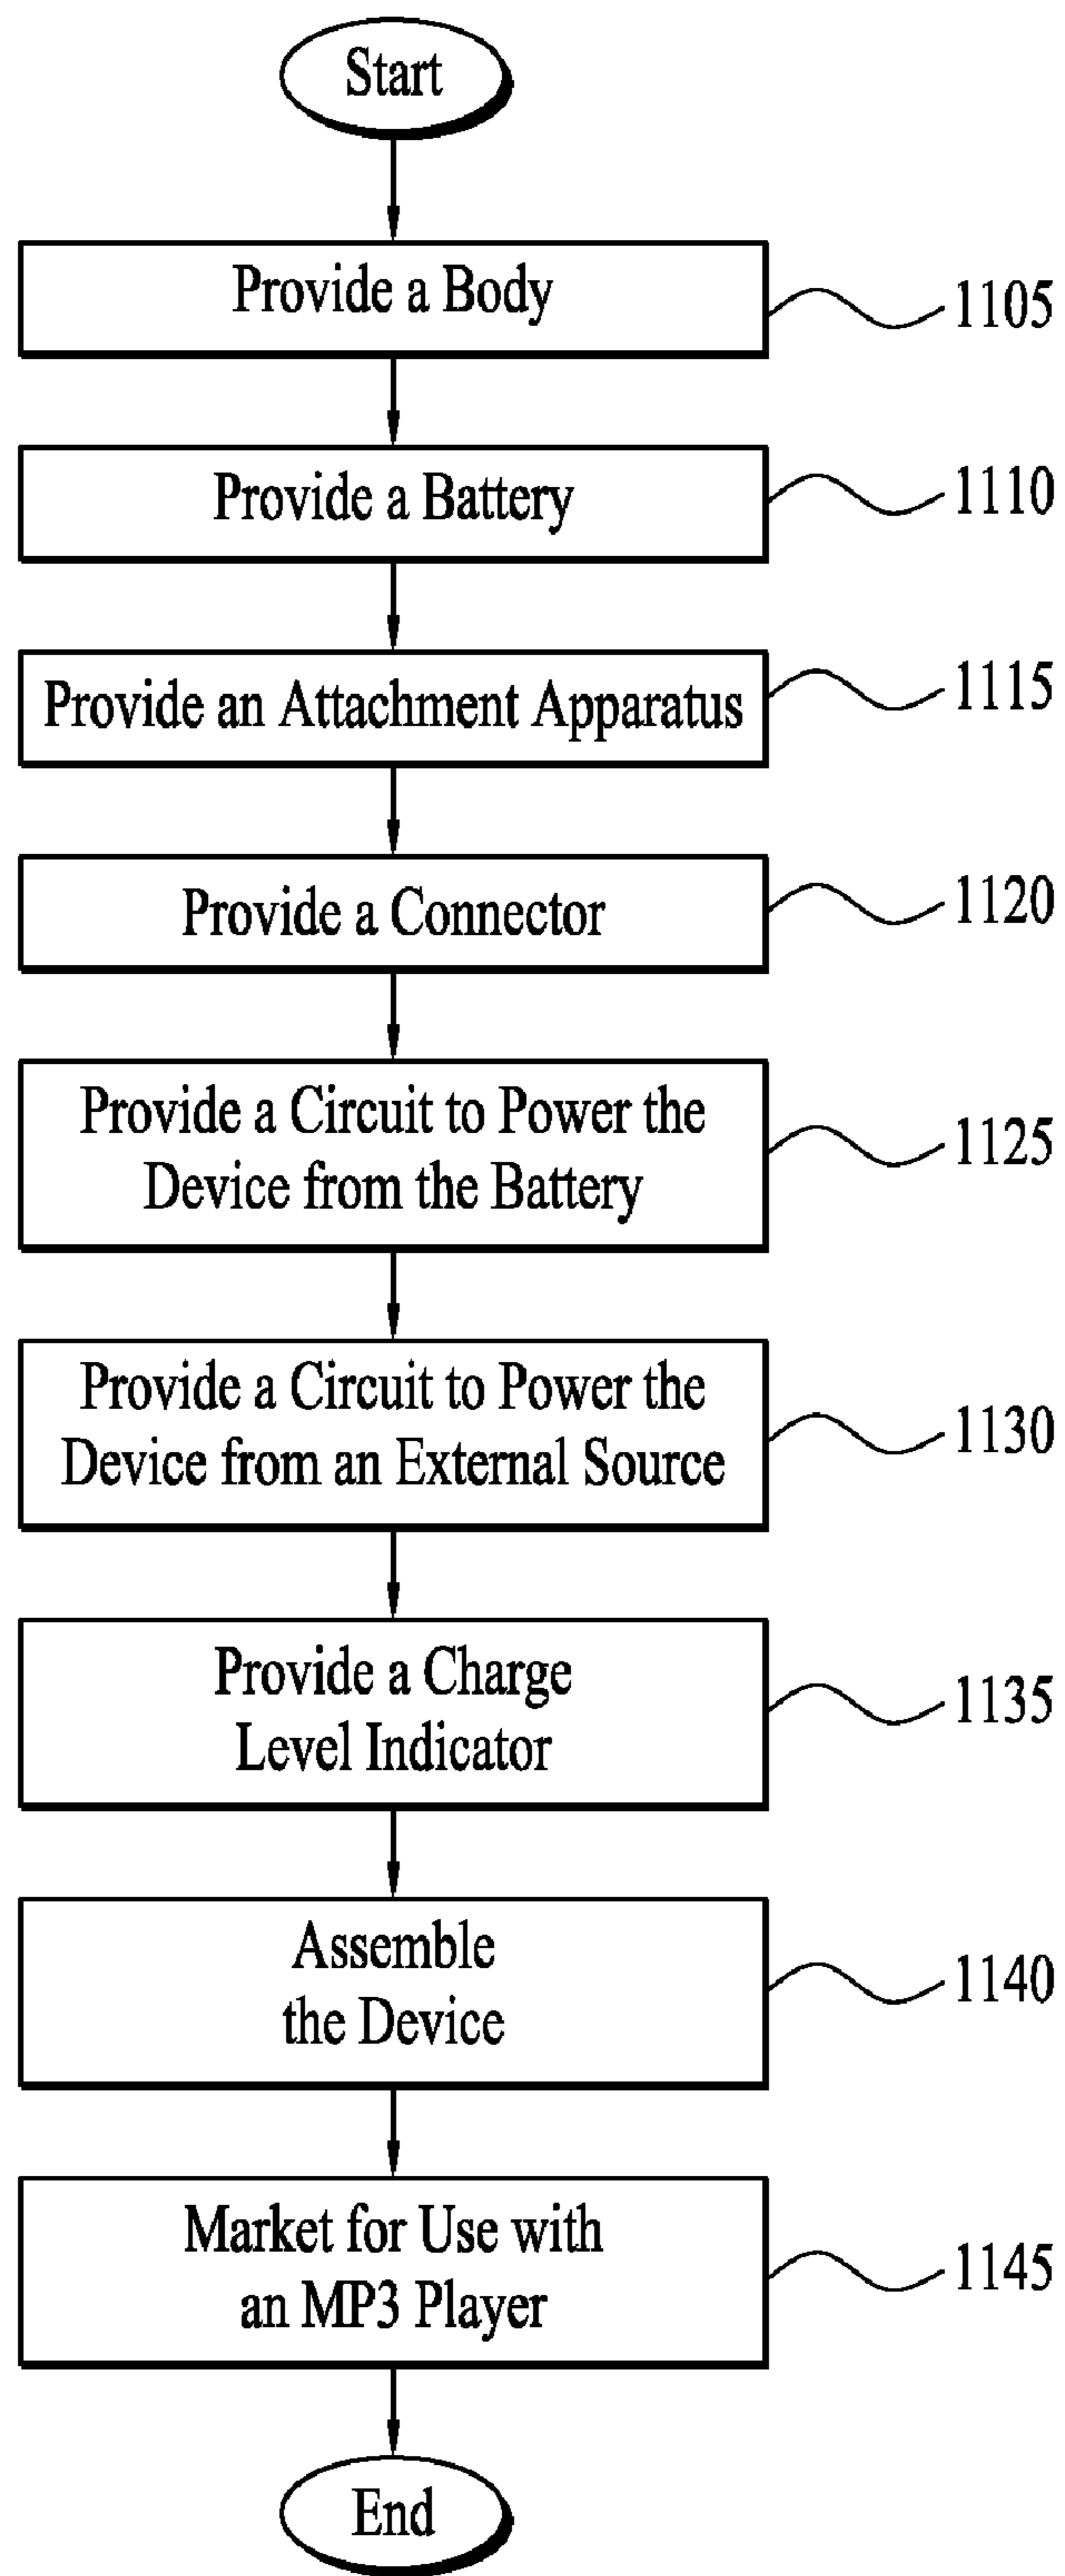 Start
Provide a Body
1105
Provide a Battery
1110
Provide an Attachment Apparatus
1115
Provide a Connector
1120
Provide a Circuit to Power the
Device from the Battery
1125
Provide a Circuit to Power the
Device from an External Source
1130
Provide a Charge
Level Indicator
1135
Assemble
the Device
1140
Market for Use with
an MP3 Player
1145
End